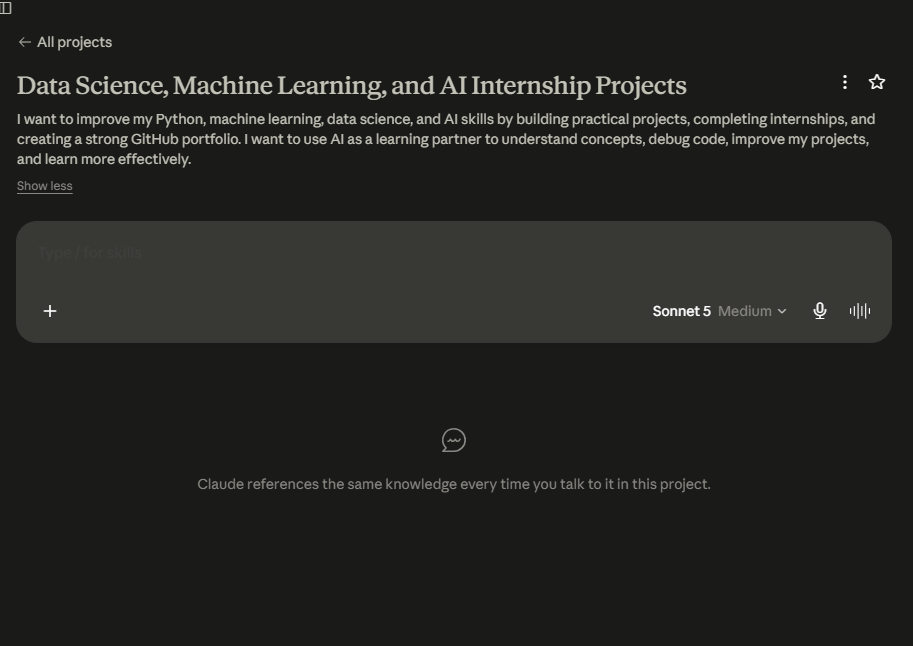 All projects
Data Science, Machine Learning, and AI Internship Projects
I want to improve my Python, machine learning, data science, and AI skills by building practical projects, completing internships, and
creating a strong GitHub portfolio. I want to use AI as a learning partner to understand concepts, debug code, improve my projects,
and learn more effectively.
Show less
Type / for skills
Sonnet 5 Medium
Claude references the same knowledge every time you talk to it in this project.